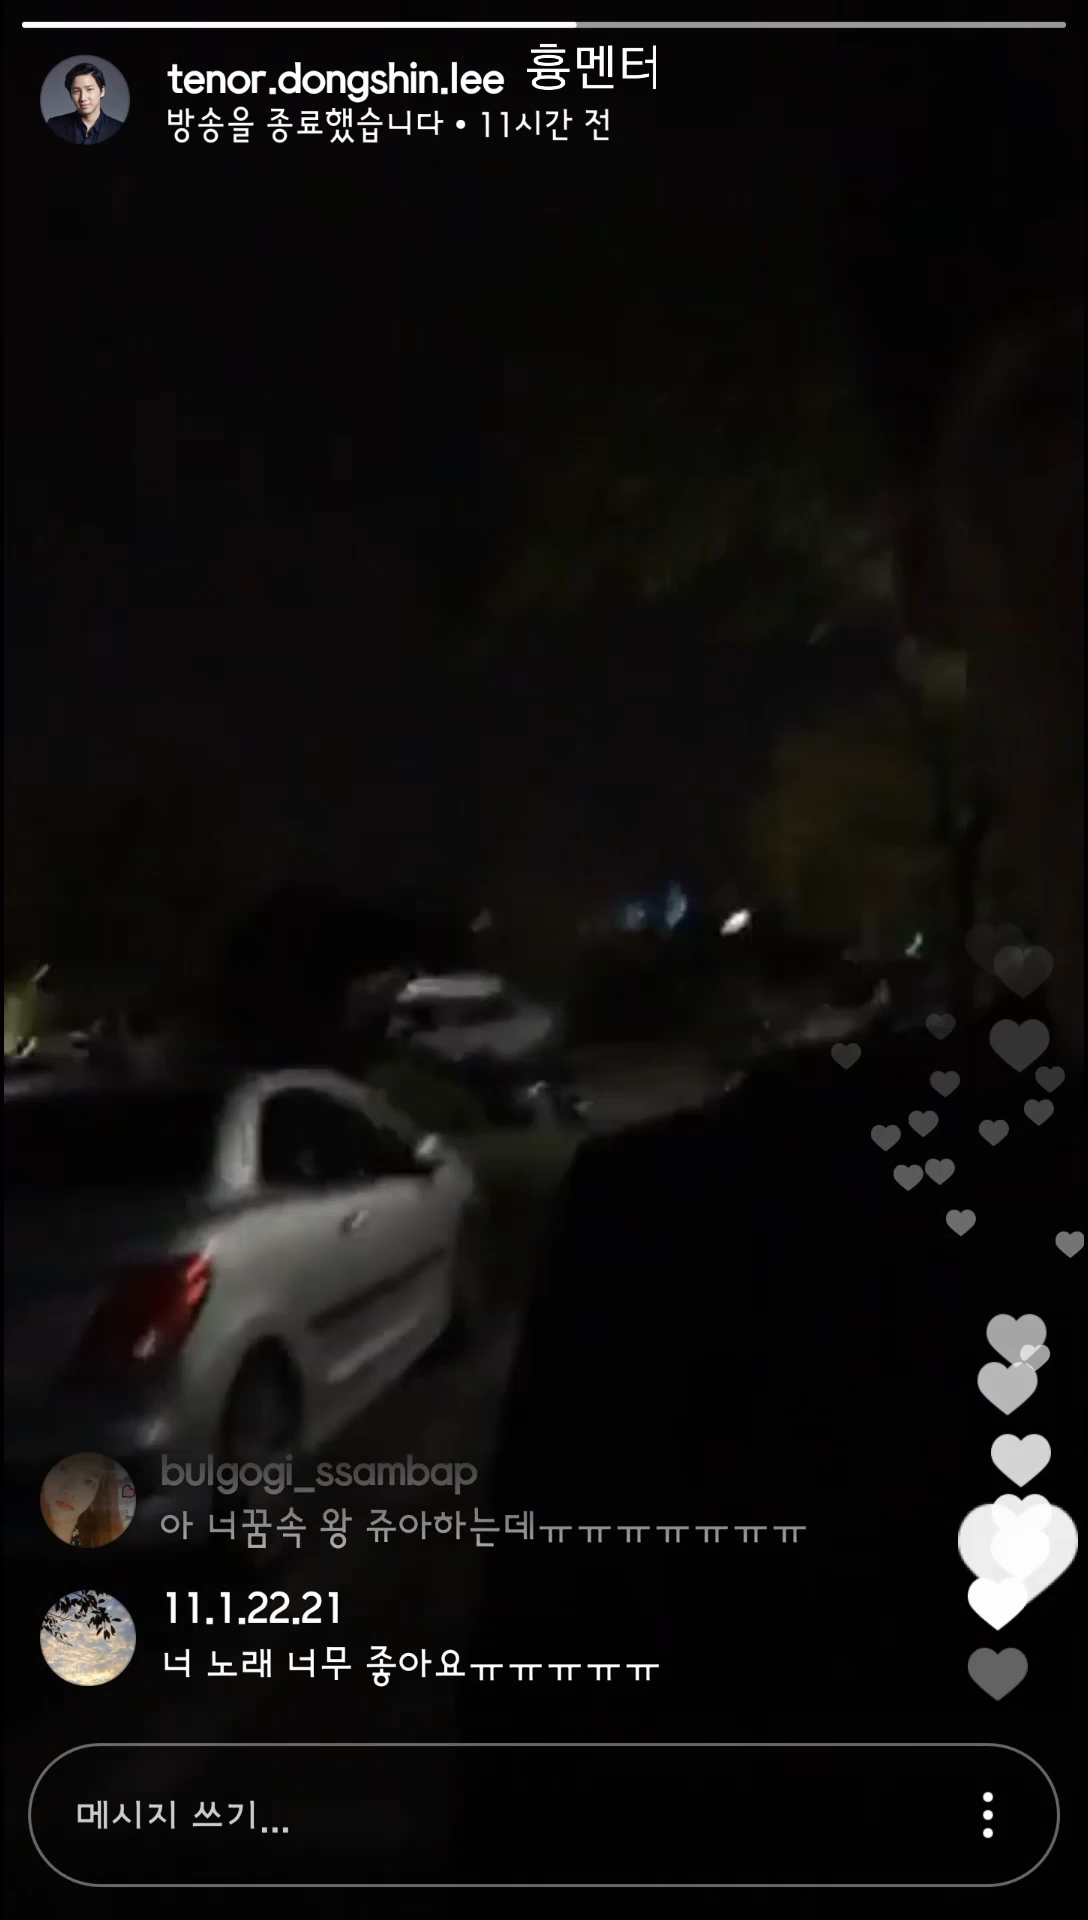 tenor.dongshin.lee 흉멘터
방송을 종료했습니다 • 11시간 전
bulgogi_ssambap
아 너꿈속 왕 쥬아하는데ㅠㅠㅠㅠㅠㅠㅠ
11.1.22.21
너 노래 너무 좋아요ㅠㅠㅠㅠㅠ
메시지 쓰기...